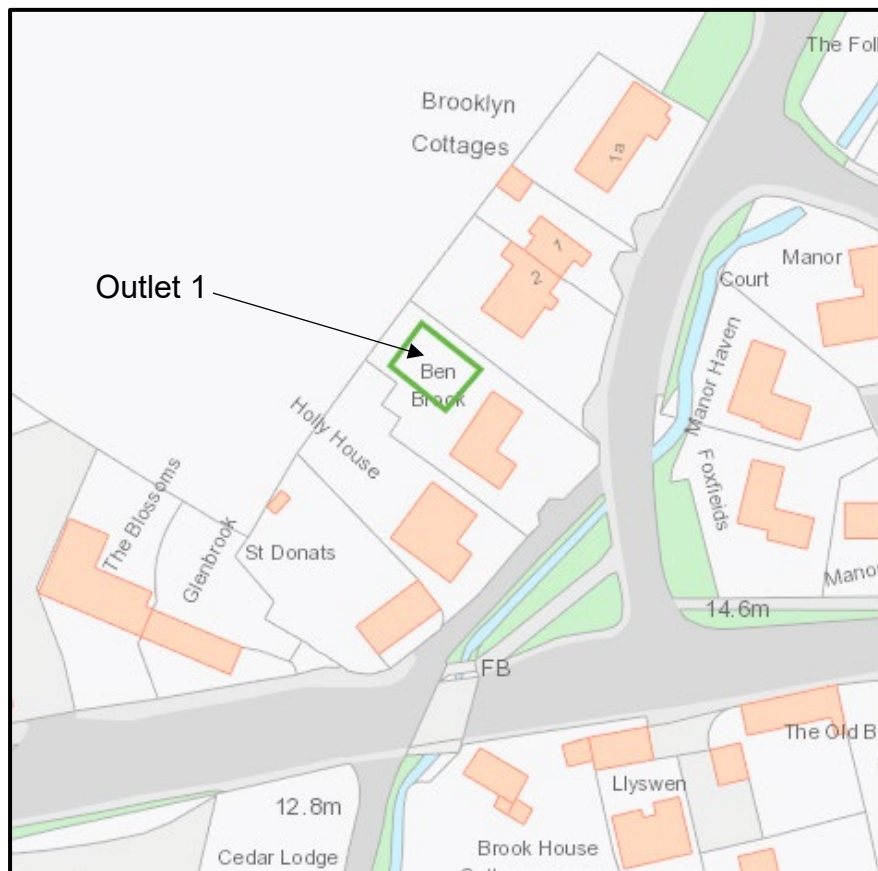 The Foll
Brooklyn
Cottages
1a
1
2
Manor
Court
Outlet 1
Ben
Brook
Manor Haven
Holly House
Foxfields
The Blossoms
Glenbrook
St Donats
Manor
14.6m
FB
The Old B
Llyswen
12.8m
Brook House
Cedar Lodge